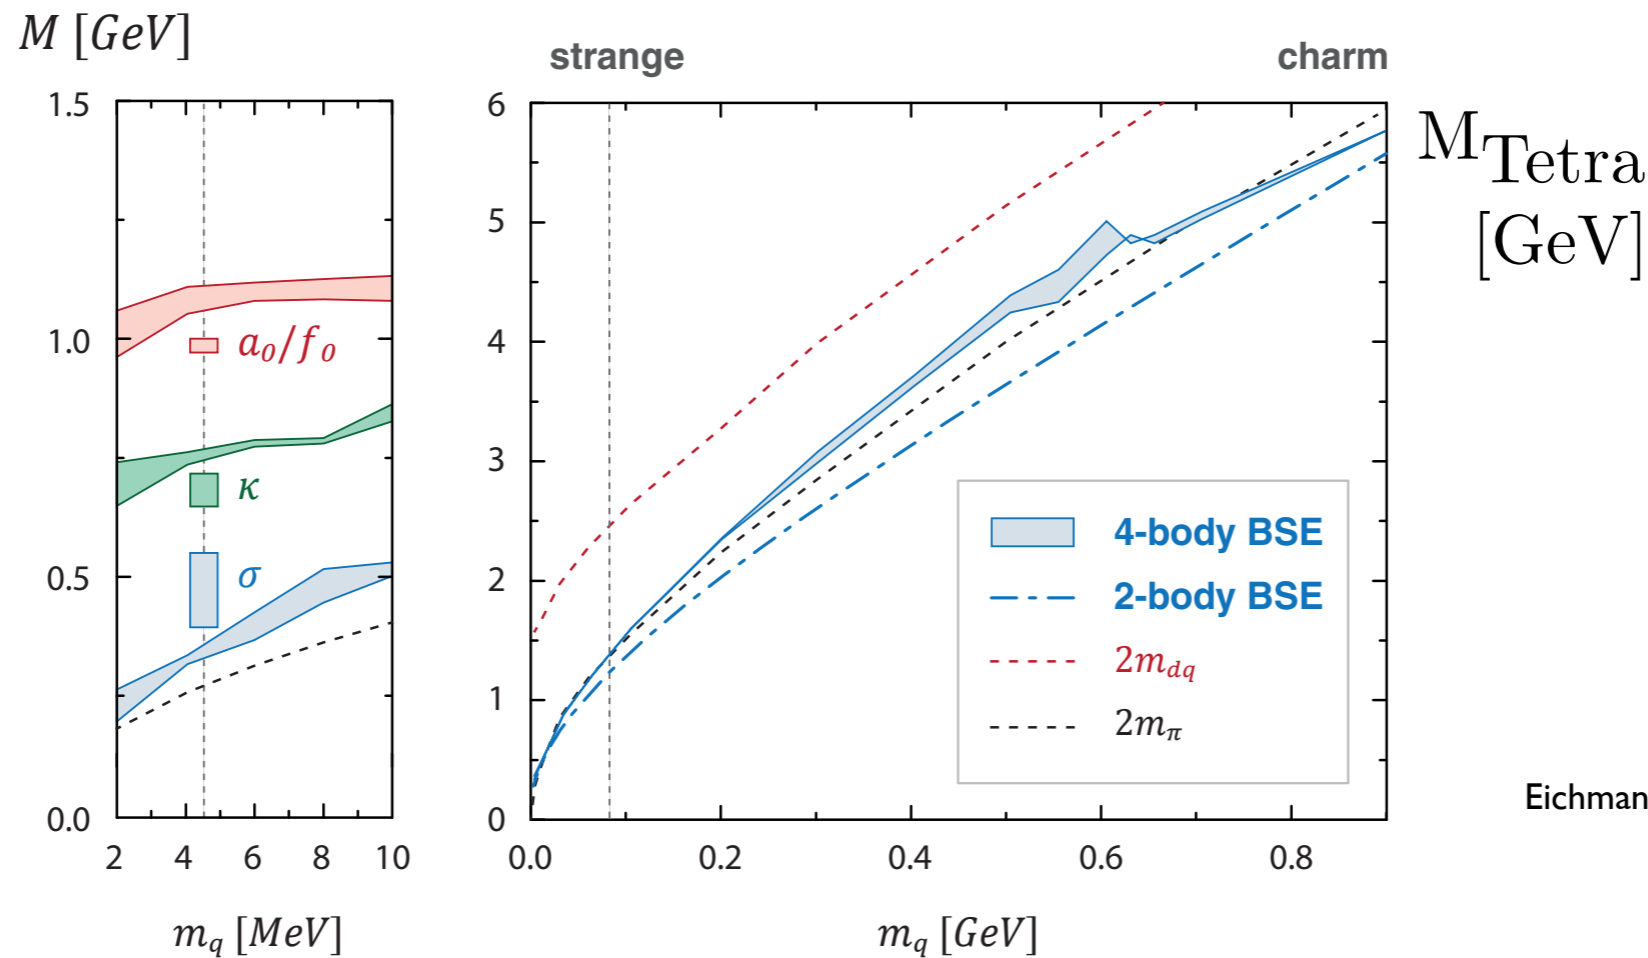 M [GeV]
1.5
1.0
0.5
0.0
2 4 6 8 10
m_q [MeV]
a_0/f_0
κ
σ
strange
charm
6
5
4
3
2
1
0
0.0 0.2 0.4 0.6 0.8
m_q [GeV]
4-body BSE
2-body BSE
2m_dq
2m_π
M_Tetra
[GeV]
Eichman